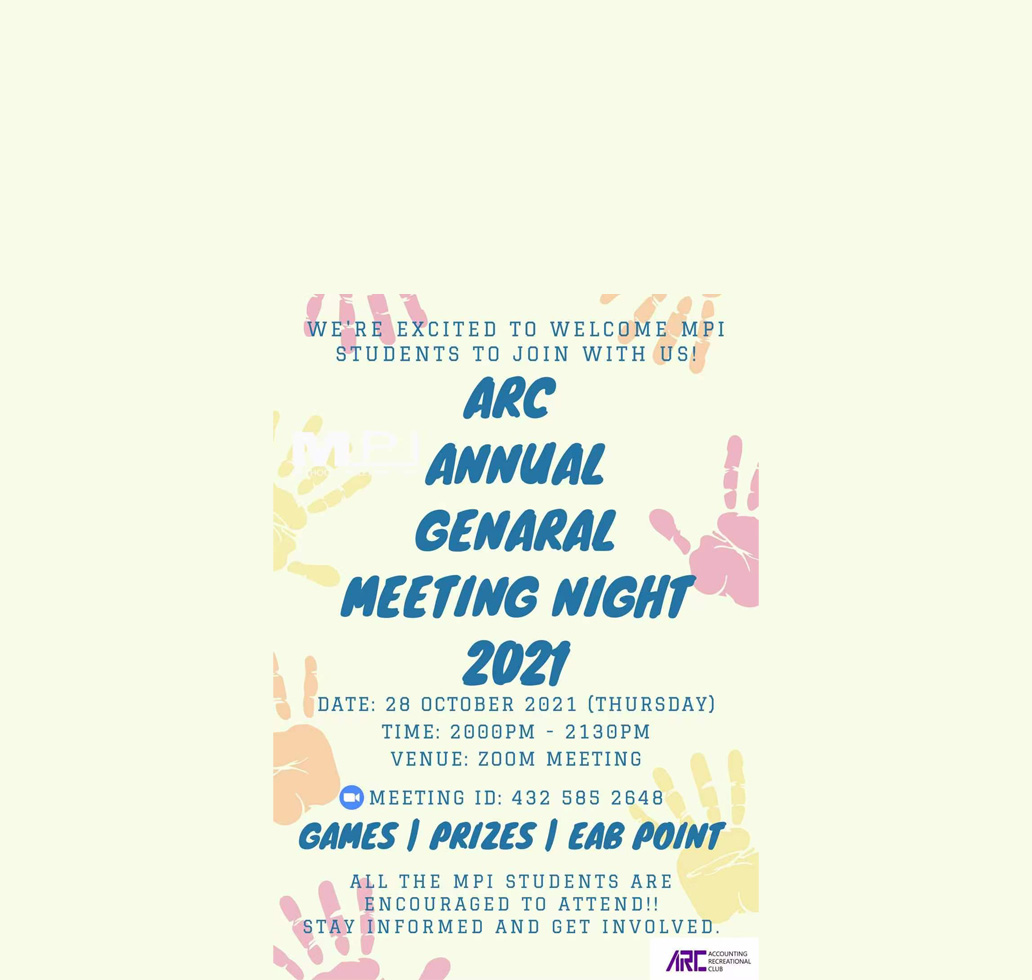 WE'RE EXCITED TO WELCOME MPI
STUDENTS TO JOIN WITH US!
ARC
MPI
ANNUAL
GENARAL
MEETING NIGHT
2021
DATE: 28 OCTOBER 2021 (THURSDAY)
TIME: 2000PM - 2130PM
VENUE: ZOOM MEETING
MEETING ID: 432 585 2648
GAMES | PRIZES | EAB POINT
ALL THE MPI STUDENTS ARE
ENCOURAGED TO ATTEND!!
STAY INFORMED AND GET INVOLVED.
ARC
ACCOUNTING
RECREATIONAL
CLUB